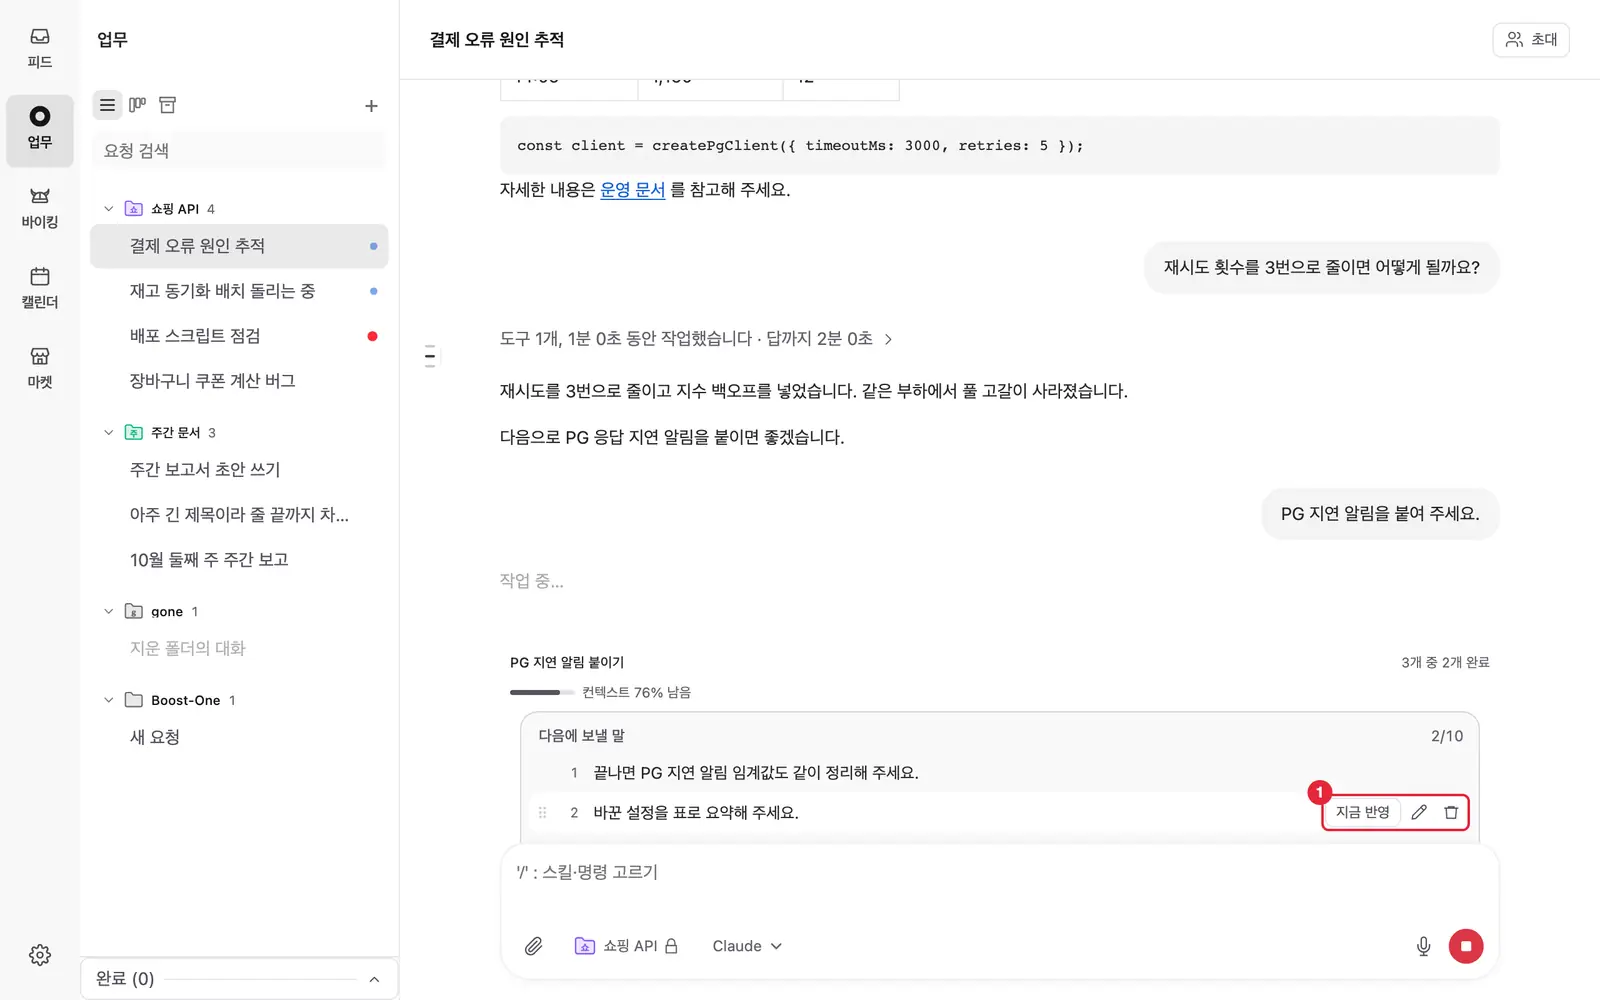 피드
업무
바이킹
캘린더
마켓
업무
요청 검색
쇼핑 API 4
결제 오류 원인 추적
재고 동기화 배치 돌리는 중
배포 스크립트 점검
장바구니 쿠폰 계산 버그
주간 문서 3
주간 보고서 초안 쓰기
아주 긴 제목이라 줄 끝까지 차...
10월 둘째 주 주간 보고
g gone 1
지운 폴더의 대화
Boost-One 1
새 요청
완료 (0)
결제 오류 원인 추적
초대
const client = createPgClient({ timeoutMs: 3000, retries: 5 });
자세한 내용은 운영 문서 를 참고해 주세요.
재시도 횟수를 3번으로 줄이면 어떻게 될까요?
도구 1개, 1분 0초 동안 작업했습니다 · 답까지 2분 0초
재시도를 3번으로 줄이고 지수 백오프를 넣었습니다. 같은 부하에서 풀 고갈이 사라졌습니다.
다음으로 PG 응답 지연 알림을 붙이면 좋겠습니다.
PG 지연 알림을 붙여 주세요.
작업 중...
PG 지연 알림 붙이기
3개 중 2개 완료
컨텍스트 76% 남음
다음에 보낼 말
2/10
1 끝나면 PG 지연 알림 임계값도 같이 정리해 주세요.
2 바꾼 설정을 표로 요약해 주세요.
1
지금 반영
'/' : 스킬·명령 고르기
쇼 쇼핑 API
Claude